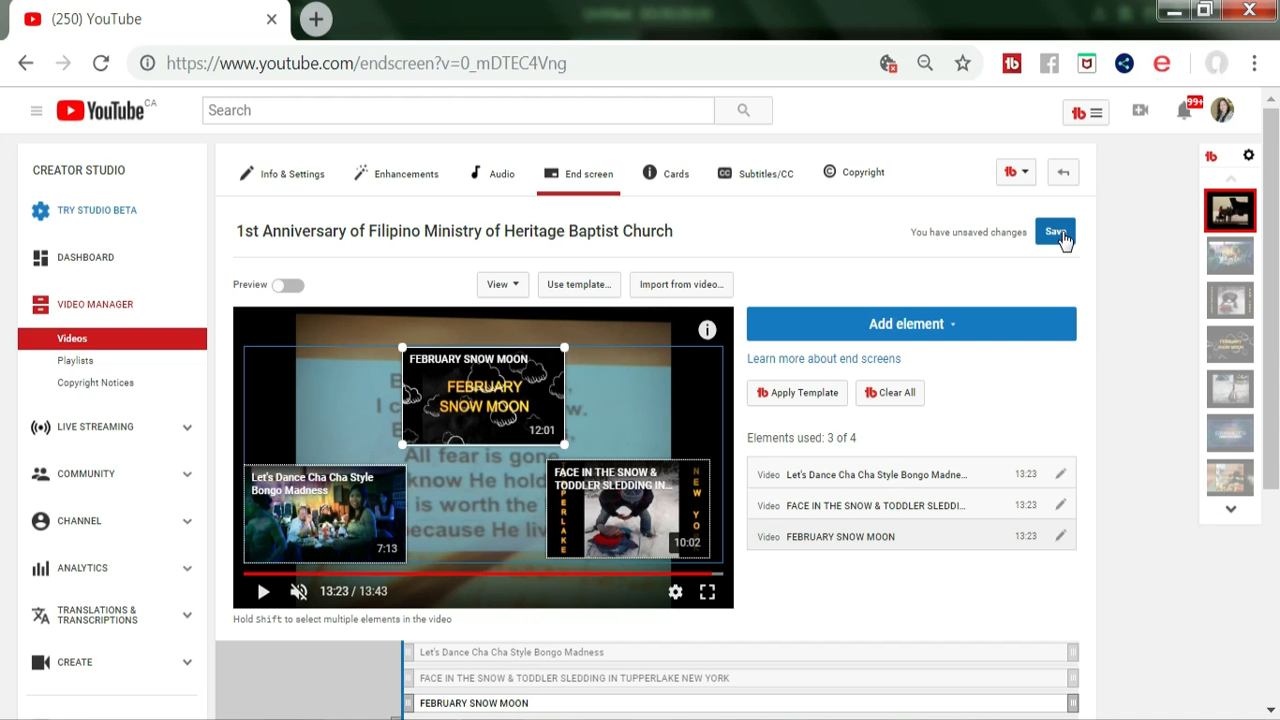 (250) YouTube
https://www.youtube.com/endscreen?v=0_mDTEC4Vng
YouTube CA
Search
99+
CREATOR STUDIO
TRY STUDIO BETA
DASHBOARD
VIDEO MANAGER
Videos
Playlists
Copyright Notices
LIVE STREAMING
COMMUNITY
CHANNEL
ANALYTICS
TRANSLATIONS &
TRANSCRIPTIONS
CREATE
Info & Settings
Enhancements
Audio
End screen
Cards
CC Subtitles/CC
Copyright
1st Anniversary of Filipino Ministry of Heritage Baptist Church
You have unsaved changes
Save
Preview
View
Use template...
Import from video...
FEBRUARY SNOW MOON
FEBRUARY
SNOW MOON
12:01
All fear is gone
know He hold
is worth the
because He liv
Let's Dance Cha Cha Style
Bongo Madness
7:13
FACE IN THE SNOW &
TODDLER SLEDDING IN...
10:02
13:23 / 13:43
Hold Shift to select multiple elements in the video
Add element
Learn more about end screens
Apply Template
Clear All
Elements used: 3 of 4
Video Let's Dance Cha Cha Style Bongo Madne... 13:23
Video FACE IN THE SNOW & TODDLER SLEDDI... 13:23
Video FEBRUARY SNOW MOON 13:23
Let's Dance Cha Cha Style Bongo Madness
FACE IN THE SNOW & TODDLER SLEDDING IN TUPPERLAKE NEW YORK
FEBRUARY SNOW MOON